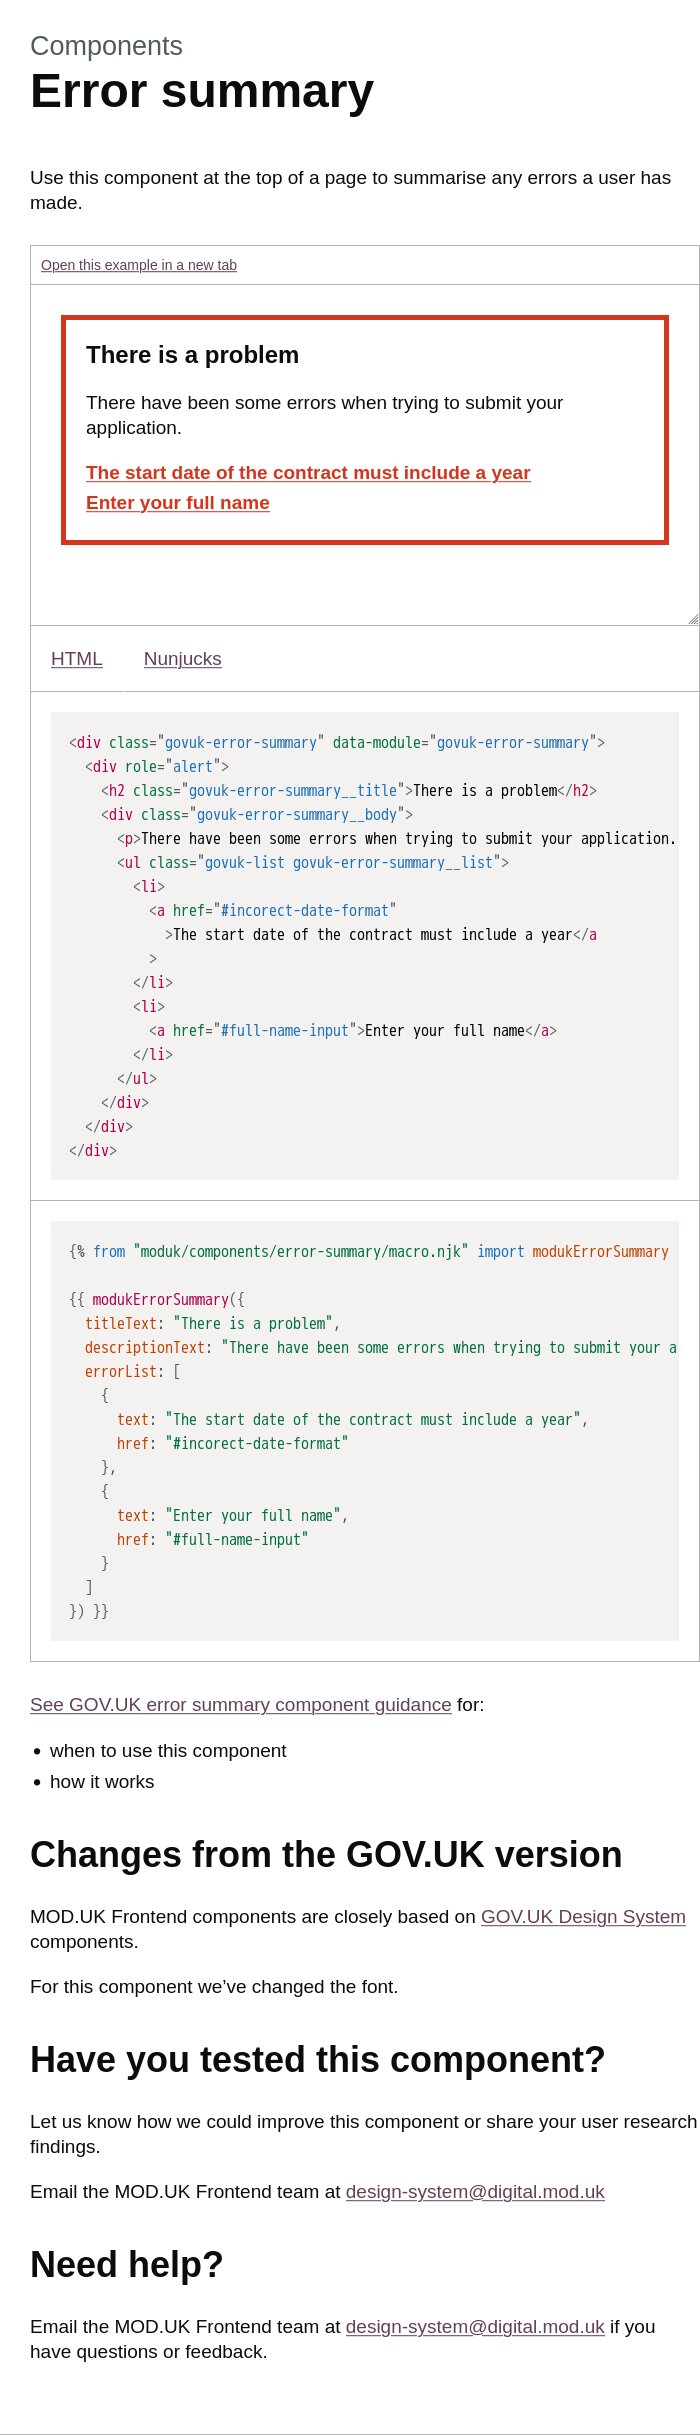 Components
Error summary
Use this component at the top of a page to summarise any errors a user has
made.
Open this example in a new tab
There is a problem
There have been some errors when trying to submit your
application.
The start date of the contract must include a year
Enter your full name
HTML Nunjucks
<div class="govuk-error-summary" data-module="govuk-error-summary">
  <div role="alert">
    <h2 class="govuk-error-summary__title">There is a problem</h2>
    <div class="govuk-error-summary__body">
      <p>There have been some errors when trying to submit your application.
      <ul class="govuk-list govuk-error-summary__list">
        <li>
          <a href="#incorect-date-format"
            >The start date of the contract must include a year</a
          >
        </li>
        <li>
          <a href="#full-name-input">Enter your full name</a>
        </li>
      </ul>
    </div>
  </div>
</div>
{% from "moduk/components/error-summary/macro.njk" import modukErrorSummary
{{ modukErrorSummary({
  titleText: "There is a problem",
  descriptionText: "There have been some errors when trying to submit your a
  errorList: [
    {
      text: "The start date of the contract must include a year",
      href: "#incorect-date-format"
    },
    {
      text: "Enter your full name",
      href: "#full-name-input"
    }
  ]
}) }}
See GOV.UK error summary component guidance for:
• when to use this component
• how it works
Changes from the GOV.UK version
MOD.UK Frontend components are closely based on GOV.UK Design System
components.
For this component we’ve changed the font.
Have you tested this component?
Let us know how we could improve this component or share your user research
findings.
Email the MOD.UK Frontend team at design-system@digital.mod.uk
Need help?
Email the MOD.UK Frontend team at design-system@digital.mod.uk if you
have questions or feedback.